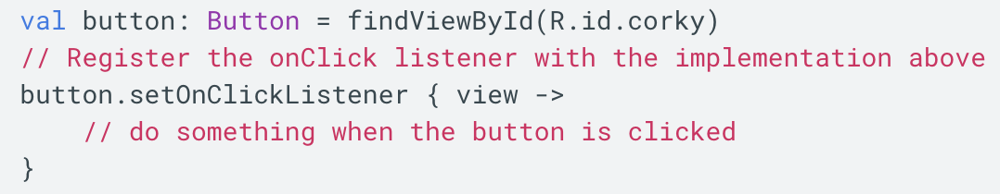 val button: Button = findViewById(R.id.corky)
// Register the onClick listener with the implementation above
button.setOnClickListener { view ->
    // do something when the button is clicked
}